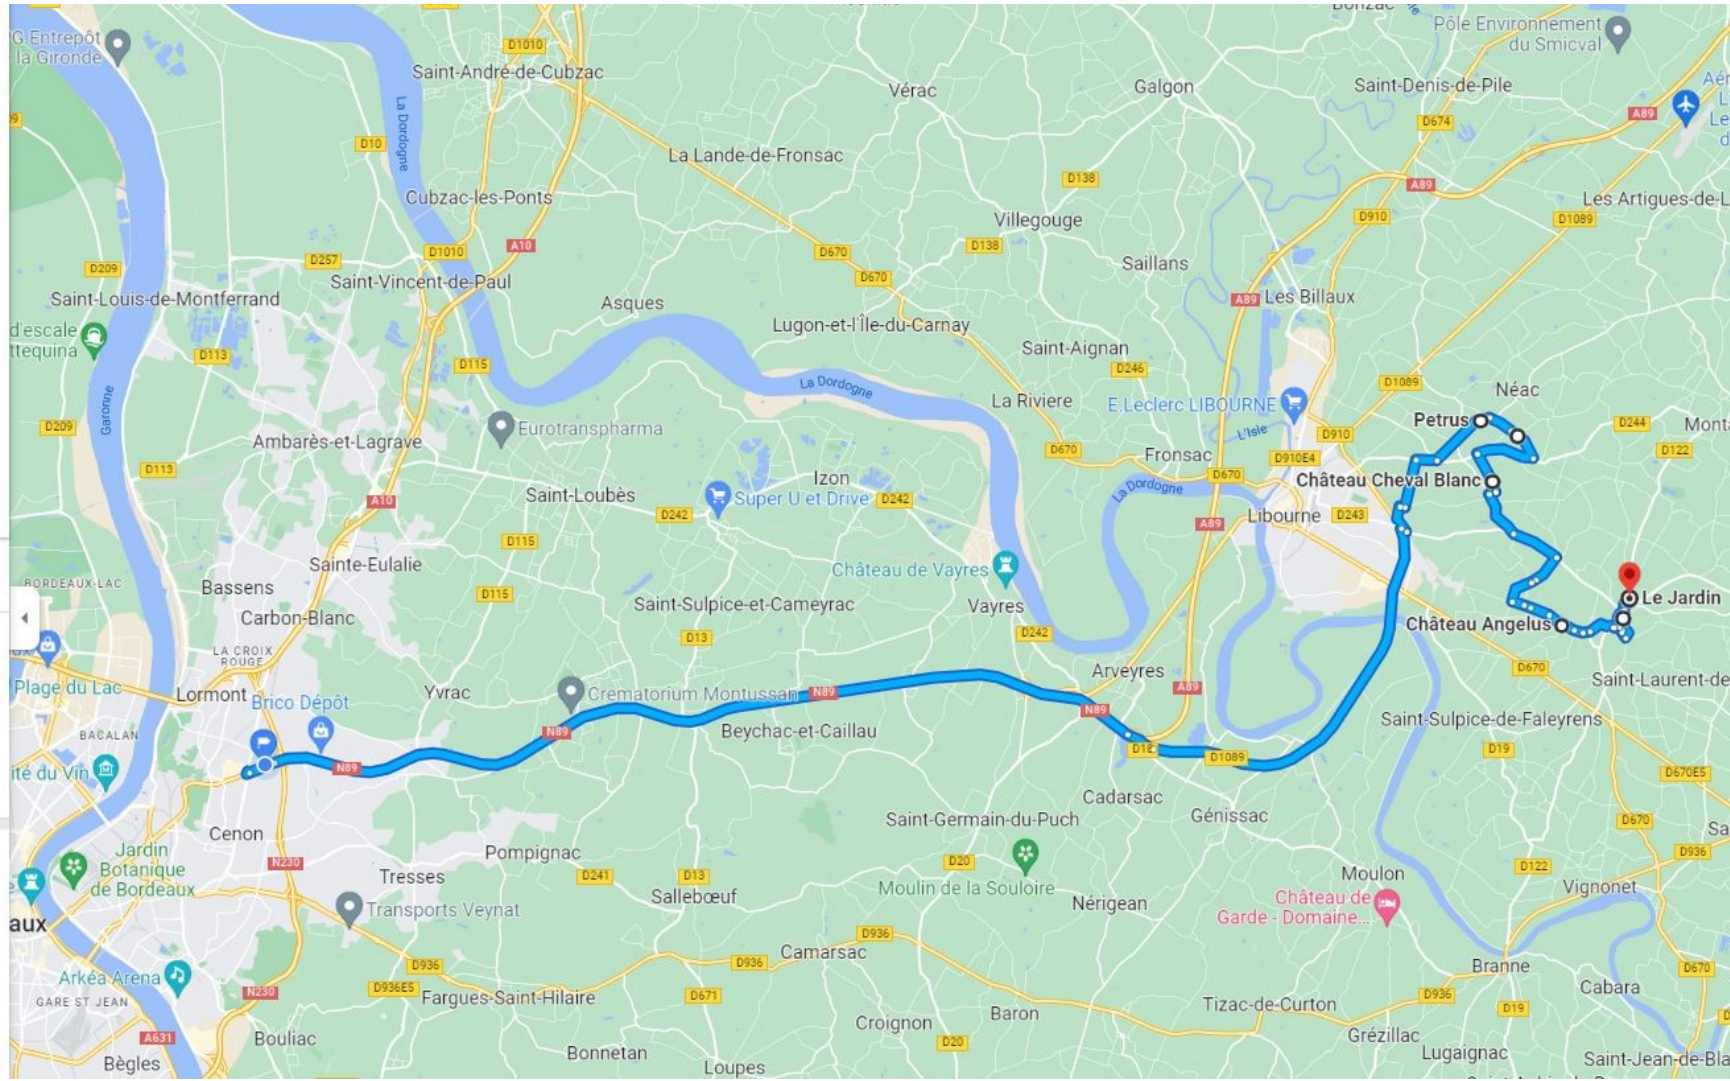 Bonzac
G Entrepôt
la Gironde
D1010
Pôle Environnement
du Smicval
Saint-André-de-Cubzac
Vérac
Galgon
Saint-Denis-de-Pile
A89
D674
La Dordogne
D10
La Lande-de-Fronsac
D138
A89
Cubzac-les-Ponts
Les Artigues-de-L
D910
D1089
Villegouge
A10
D1010
D670
D138
D257
D209
Saint-Vincent-de-Paul
D670
Saillans
Saint-Louis-de-Montferrand
Asques
A89
Les Billaux
d'escale
ttequina
Lugon-et-l'Île-du-Carnay
Saint-Aignan
D113
D115
D246
D1089
La Dordogne
Néac
Garonne
La Riviere
E.Leclerc LIBOURNE
Petrus
D209
Eurotranspharma
L'Isle
D910
D244
Ambarès-et-Lagrave
D670
Fronsac
D910E4
D122
D113
Izon
D670
Château Cheval Blanc
A10
Saint-Loubès
Super U et Drive
D242
La Dordogne
D242
Libourne
D243
A89
D115
Sainte-Eulalie
Château de Vayres
BORDEAUX-LAC
Bassens
D115
Saint-Sulpice-et-Cameyrac
Vayres
Le Jardin
Carbon-Blanc
D13
D242
Château Angelus
LA CROIX
ROUGE
Arveyres
D670
Plage du Lac
Lormont
Yvrac
Crematorium Montussan
N89
A89
Saint-Laurent-de
Brico Dépôt
N89
Saint-Sulpice-de-Faleyrens
BACALAN
N89
Beychac-et-Caillau
D18
D1089
D19
ité du Vin
N89
D670E5
Cadarsac
Génissac
Saint-Germain-du-Puch
D670
Sa
Cenon
Jardin
Botanique
de Bordeaux
N230
Pompignac
D20
D936
D122
Tresses
D241
D13
Moulin de la Souloire
Moulon
Vignonet
Sallebœuf
Château de
Garde - Domaine...
Nérigean
Transports Veynat
aux
D936
Camarsac
D936
D936
Branne
D670
Arkéa Arena
D936E5
Fargues-Saint-Hilaire
D671
Cabara
GARE ST JEAN
N230
D936
Tizac-de-Curton
D19
Baron
Croignon
A631
Bouliac
D20
Grézillac
Bonnetan
Lugaignac
Saint-Jean-de-Bla
Bègles
Loupes